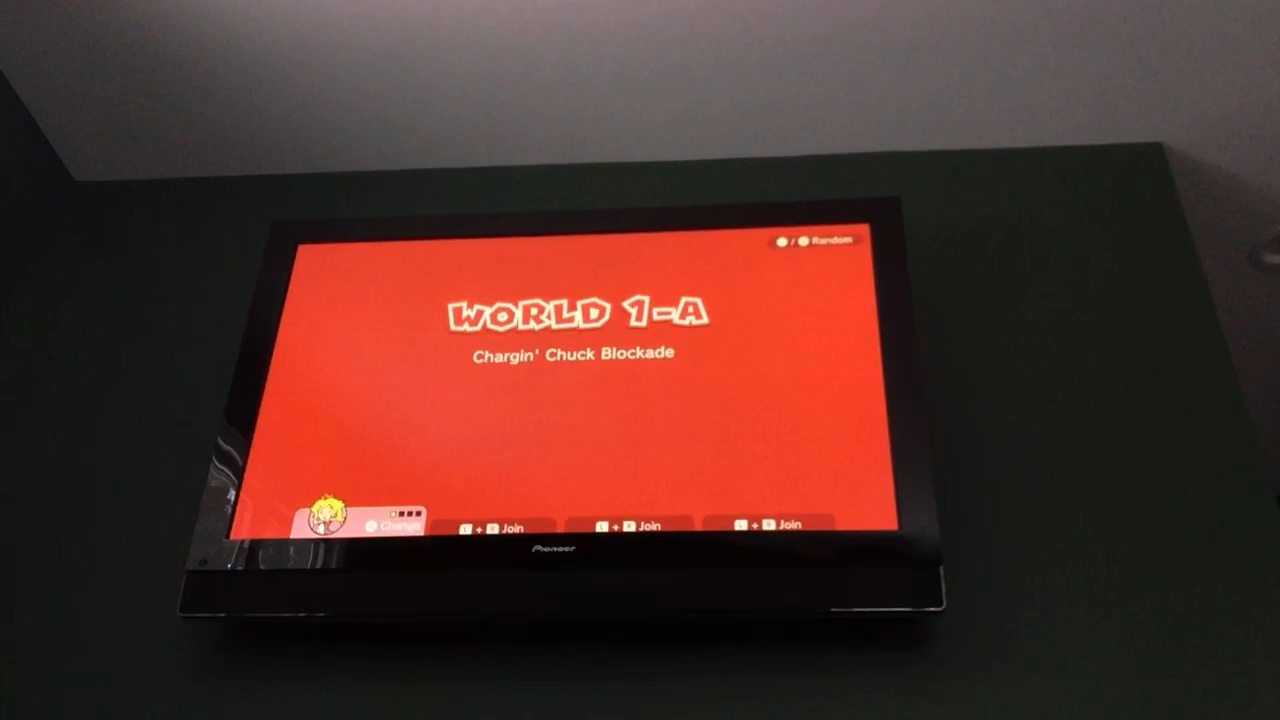 Random
WORLD 1-A
Chargin' Chuck Blockade
Change
L + R Join
L + R Join
L + R Join
Pioneer